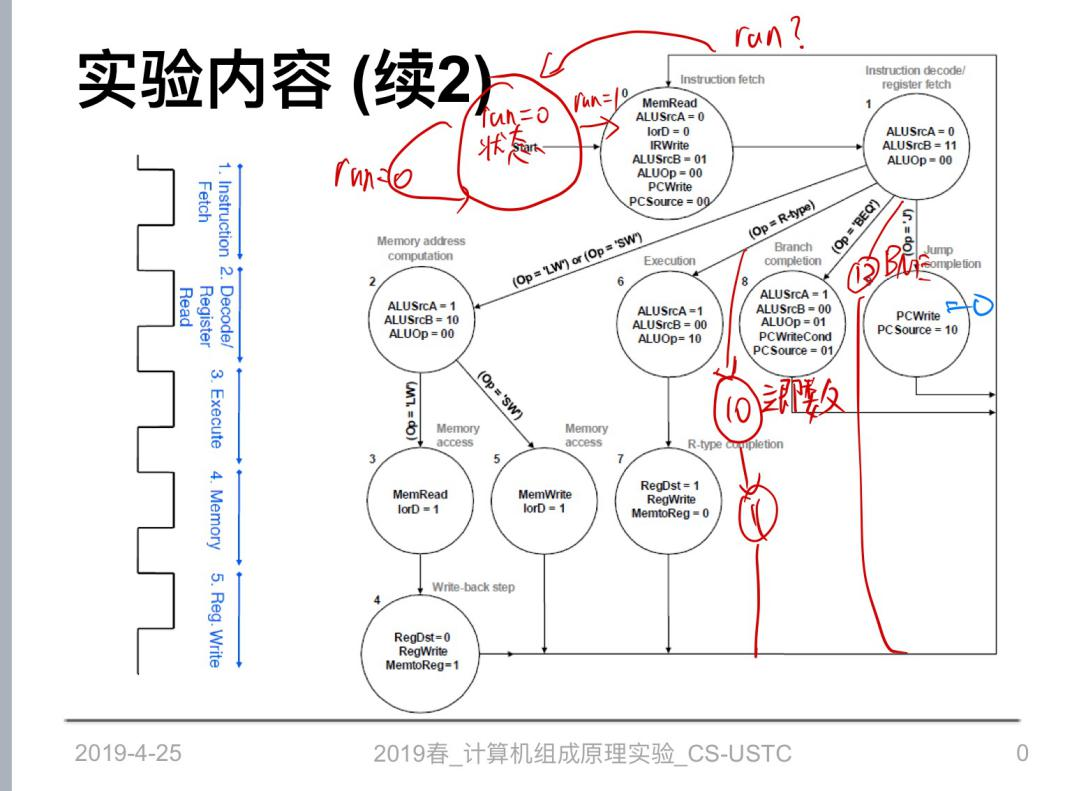 实验内容 (续2)
run?
run=0
状态
run=1
run=0
Start
0
Instruction fetch
MemRead
ALUSrcA = 0
IorD = 0
IRWrite
ALUSrcB = 01
ALUOp = 00
PCWrite
PCSource = 00
Instruction decode/
register fetch
1
ALUSrcA = 0
ALUSrcB = 11
ALUOp = 00
(Op = 'LW') or (Op = 'SW')
(Op = R-type)
(Op = 'BEQ')
(Op = 'J')
1. Instruction
Fetch
2. Decode/
Register
Read
3. Execute
4. Memory
5. Reg. Write
Memory address
computation
2
ALUSrcA = 1
ALUSrcB = 10
ALUOp = 00
Execution
6
ALUSrcA =1
ALUSrcB = 00
ALUOp= 10
Branch
completion
8
ALUSrcA = 1
ALUSrcB = 00
ALUOp = 01
PCWriteCond
PCSource = 01
12
BNE
Jump
completion
PCWrite
PCSource = 10
(Op = 'LW')
(Op = 'SW')
10
立即数
Memory
access
3
MemRead
IorD = 1
Memory
access
5
MemWrite
IorD = 1
R-type completion
7
RegDst = 1
RegWrite
MemtoReg = 0
11
Write-back step
4
RegDst= 0
RegWrite
MemtoReg=1
2019-4-25
2019春_计算机组成原理实验_CS-USTC
0